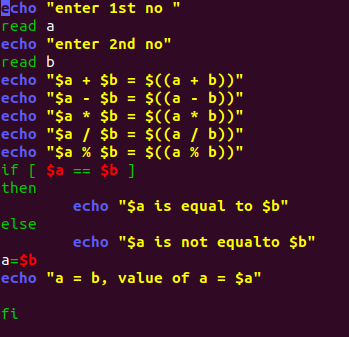 echo "enter 1st no "
read a
echo "enter 2nd no"
read b
echo "$a + $b = $((a + b))"
echo "$a - $b = $((a - b))"
echo "$a * $b = $((a * b))"
echo "$a / $b = $((a / b))"
echo "$a % $b = $((a % b))"
if [ $a == $b ]
then
        echo "$a is equal to $b"
else
        echo "$a is not equalto $b"
a=$b
echo "a = b, value of a = $a"
fi